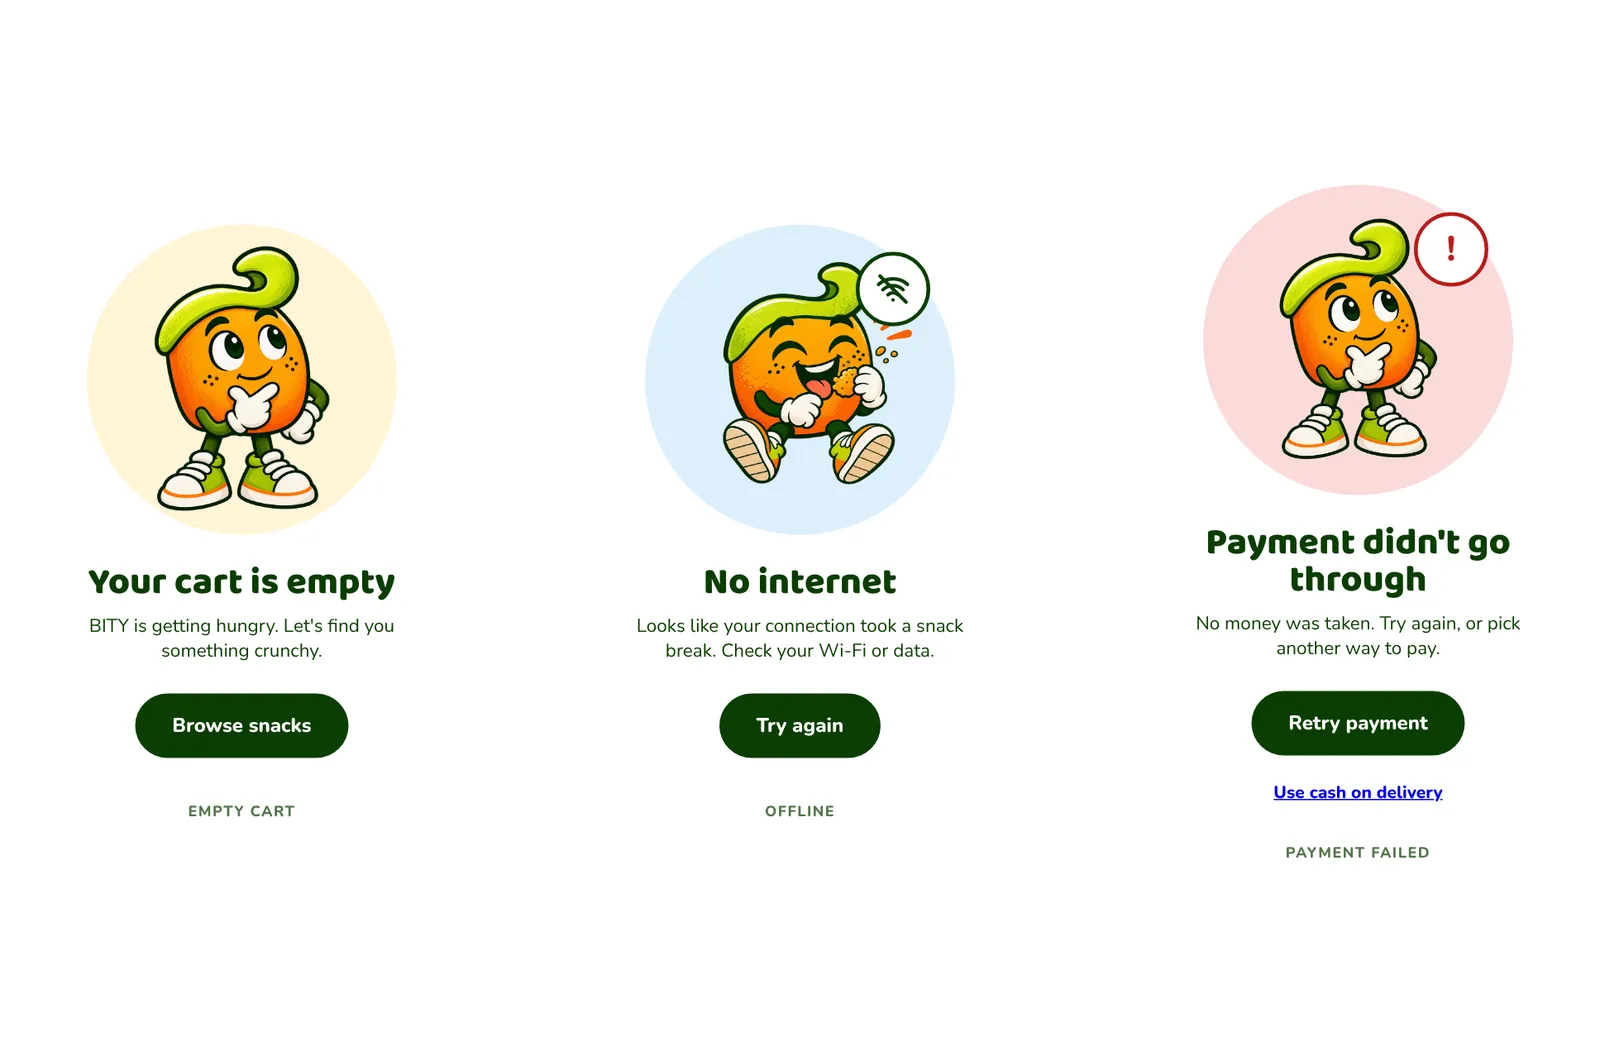 Your cart is empty
BITY is getting hungry. Let's find you
something crunchy.
Browse snacks
EMPTY CART
No internet
Looks like your connection took a snack
break. Check your Wi-Fi or data.
Try again
OFFLINE
!
Payment didn't go
through
No money was taken. Try again, or pick
another way to pay.
Retry payment
Use cash on delivery
PAYMENT FAILED